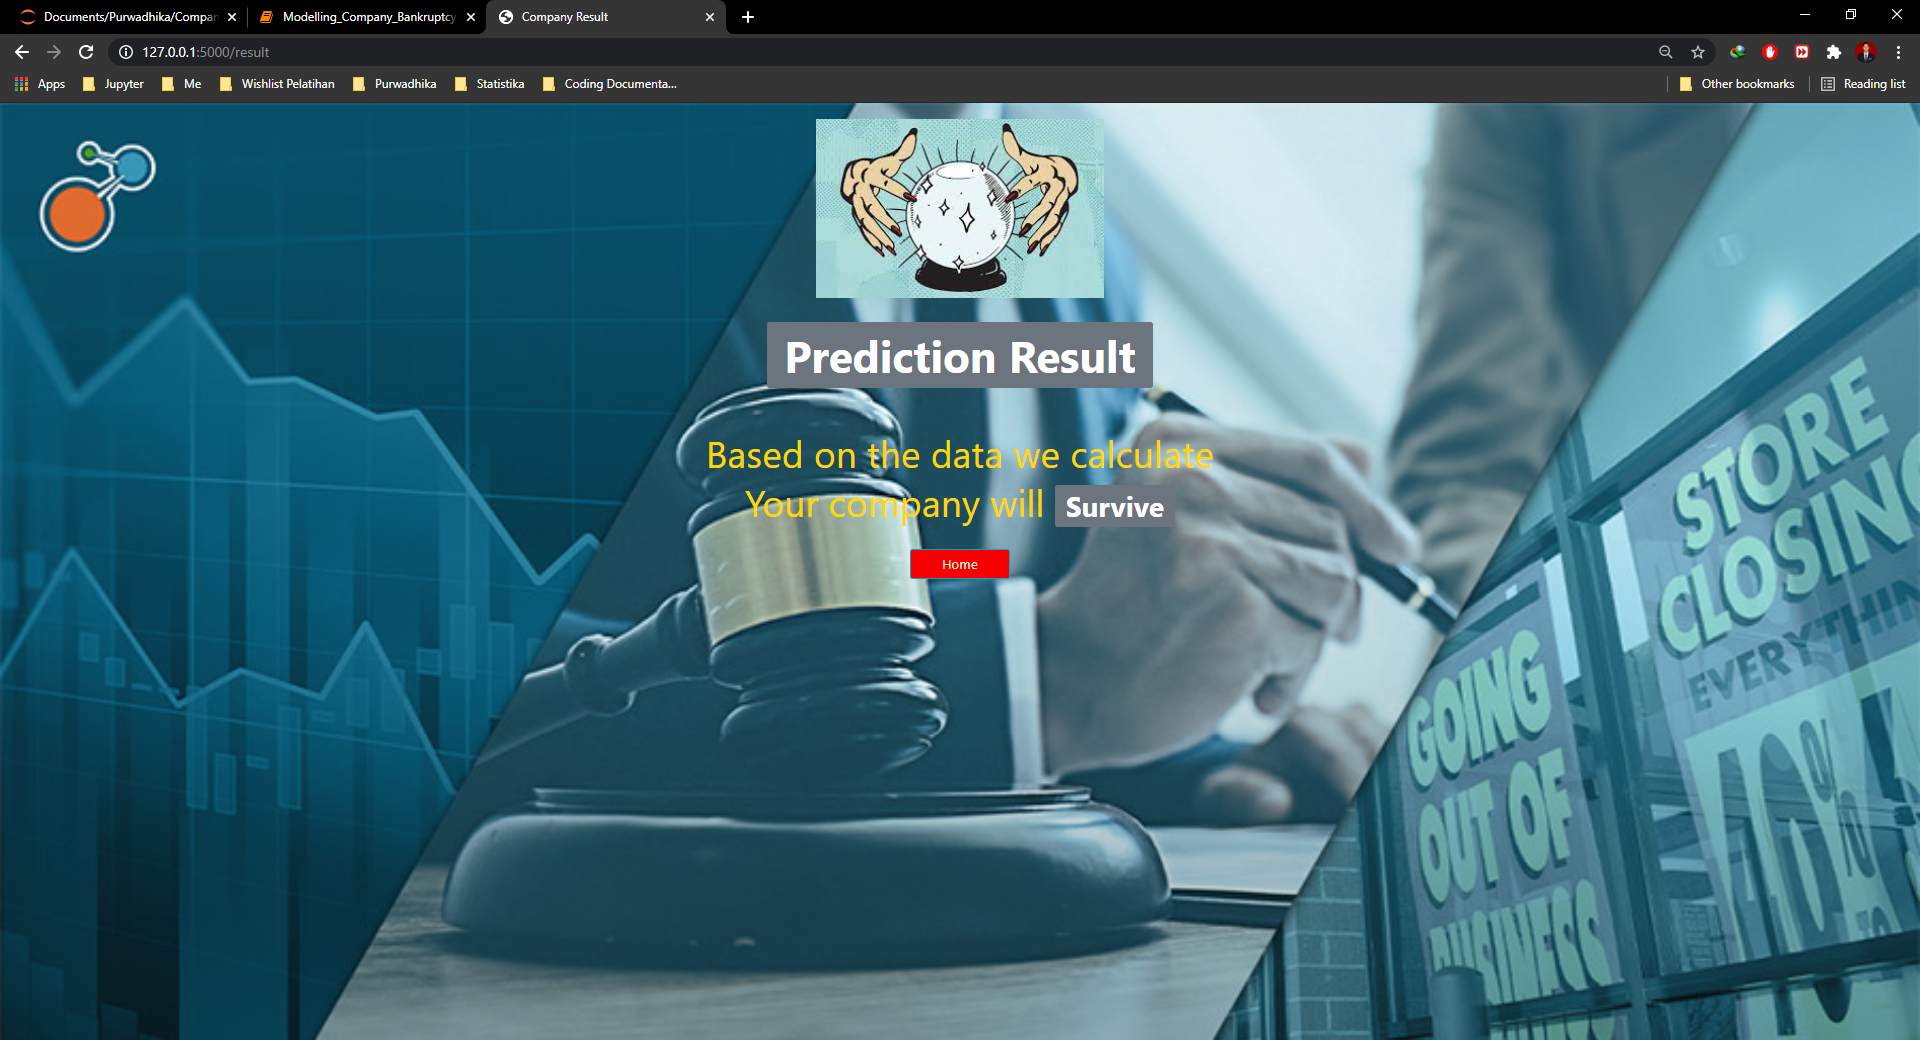 Documents/Purwadhika/Compan
Modelling_Company_Bankruptcy
Company Result
127.0.0.1:5000/result
Apps
Jupyter
Me
Wishlist Pelatihan
Purwadhika
Statistika
Coding Documenta...
Other bookmarks
Reading list
Prediction Result
Based on the data we calculate
Your company will Survive
Home
STORE
CLOSING
EVERYTHIN
GOING
OUT OF
BUSINESS